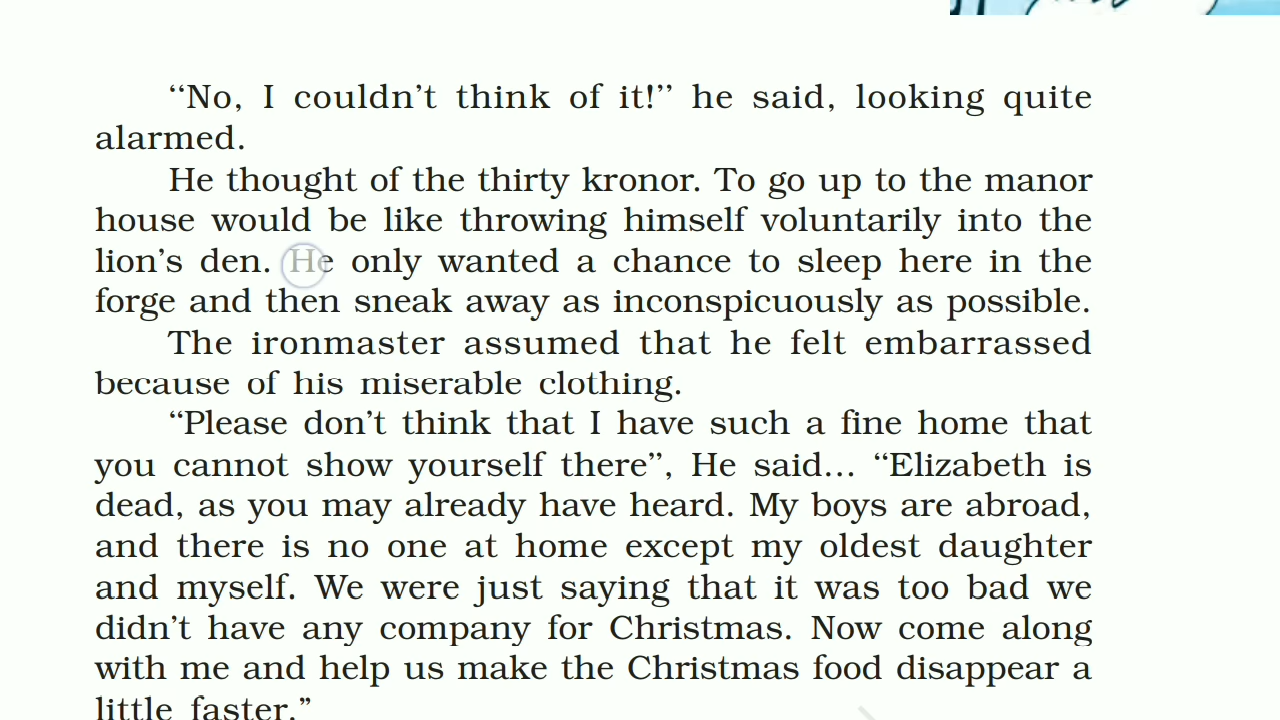 “No, I couldn’t think of it!” he said, looking quite
alarmed.
He thought of the thirty kronor. To go up to the manor
house would be like throwing himself voluntarily into the
lion’s den. He only wanted a chance to sleep here in the
forge and then sneak away as inconspicuously as possible.
The ironmaster assumed that he felt embarrassed
because of his miserable clothing.
“Please don’t think that I have such a fine home that
you cannot show yourself there”, He said... “Elizabeth is
dead, as you may already have heard. My boys are abroad,
and there is no one at home except my oldest daughter
and myself. We were just saying that it was too bad we
didn’t have any company for Christmas. Now come along
with me and help us make the Christmas food disappear a
little faster.”